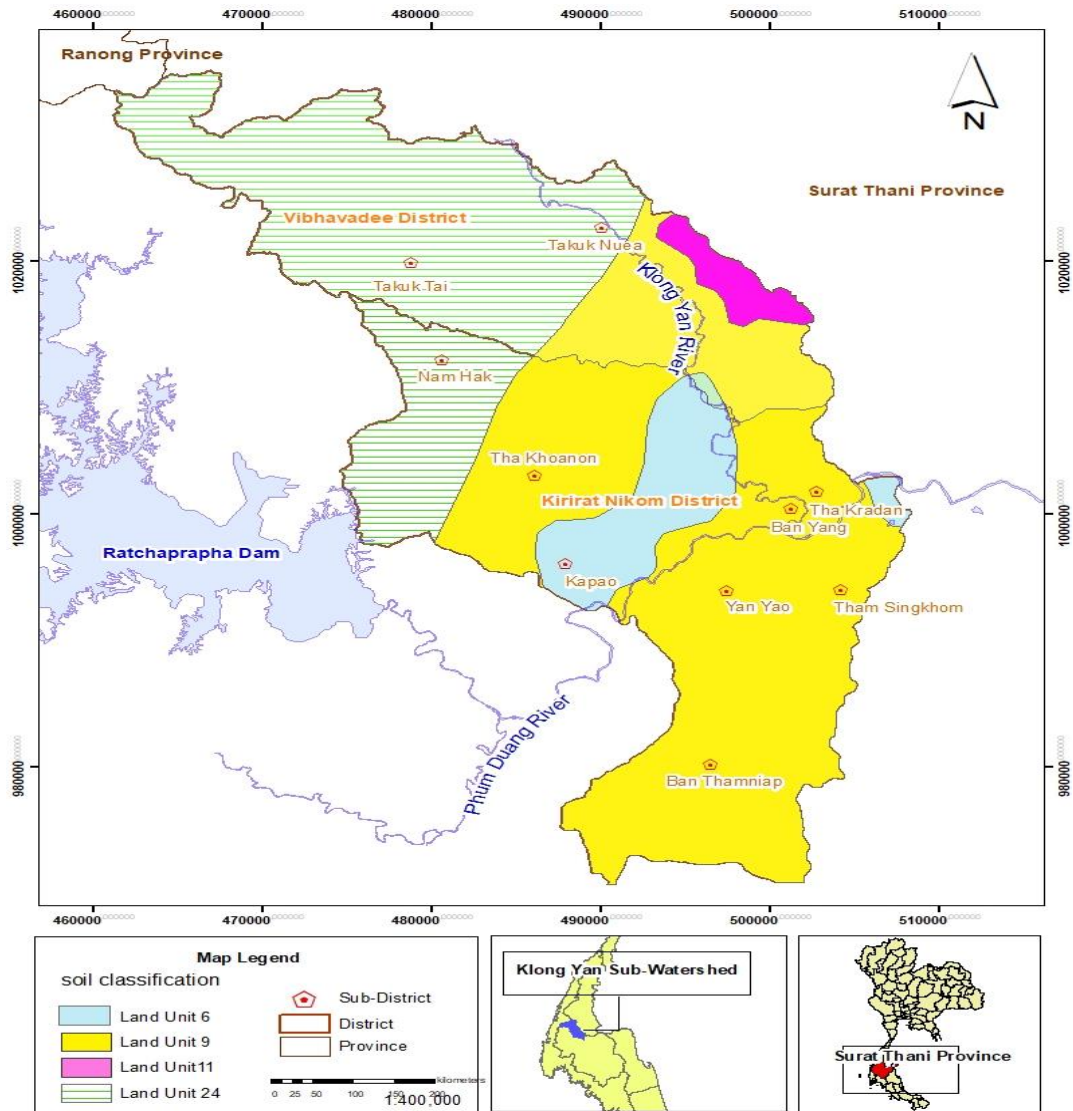 460000 470000 480000 490000 500000 510000
Ranong Province
N
Surat Thani Province
Vibhavadee District
Takuk Nuea
1020000
1020000
Klong Yan River
Takuk Tai
Nam Hak
Tha Khoanon
Kirirat Nikom District
Tha Kradan
1000000
1000000
Ban Yang
Ratchaprapha Dam
Kapao
Yan Yao
Tham Singkhom
980000
980000
Ban Thamniap
Phum Duang River
460000 470000 480000 490000 500000 510000
Map Legend
soil classification
Land Unit 6
Land Unit 9
Land Unit11
Land Unit 24
Sub-District
District
Province
kilometers
0 25 50 100 150 200
1:400,000
Klong Yan Sub-Watershed
Surat Thani Province